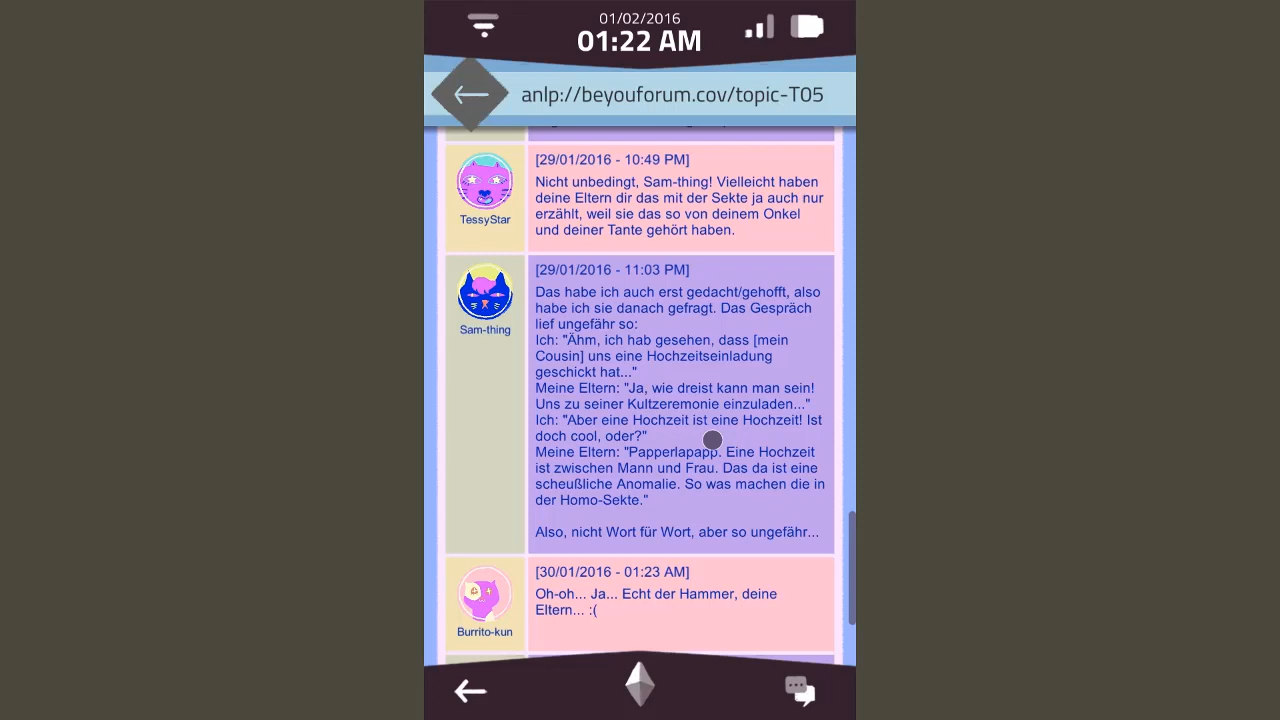 01/02/2016
01:22 AM
anlp://beyouforum.cov/topic-T05
[29/01/2016 - 10:49 PM]
Nicht unbedingt, Sam-thing! Vielleicht haben
deine Eltern dir das mit der Sekte ja auch nur
erzählt, weil sie das so von deinem Onkel
und deiner Tante gehört haben.
TessyStar
[29/01/2016 - 11:03 PM]
Das habe ich auch erst gedacht/gehofft, also
habe ich sie danach gefragt. Das Gespräch
lief ungefähr so:
Ich: "Ähm, ich hab gesehen, dass [mein
Cousin] uns eine Hochzeitseinladung
geschickt hat..."
Meine Eltern: "Ja, wie dreist kann man sein!
Uns zu seiner Kultzeremonie einzuladen..."
Ich: "Aber eine Hochzeit ist eine Hochzeit! Ist
doch cool, oder?"
Meine Eltern: "Papperlapapp. Eine Hochzeit
ist zwischen Mann und Frau. Das da ist eine
scheußliche Anomalie. So was machen die in
der Homo-Sekte."
Also, nicht Wort für Wort, aber so ungefähr...
Sam-thing
[30/01/2016 - 01:23 AM]
Oh-oh... Ja... Echt der Hammer, deine
Eltern... :(
Burrito-kun